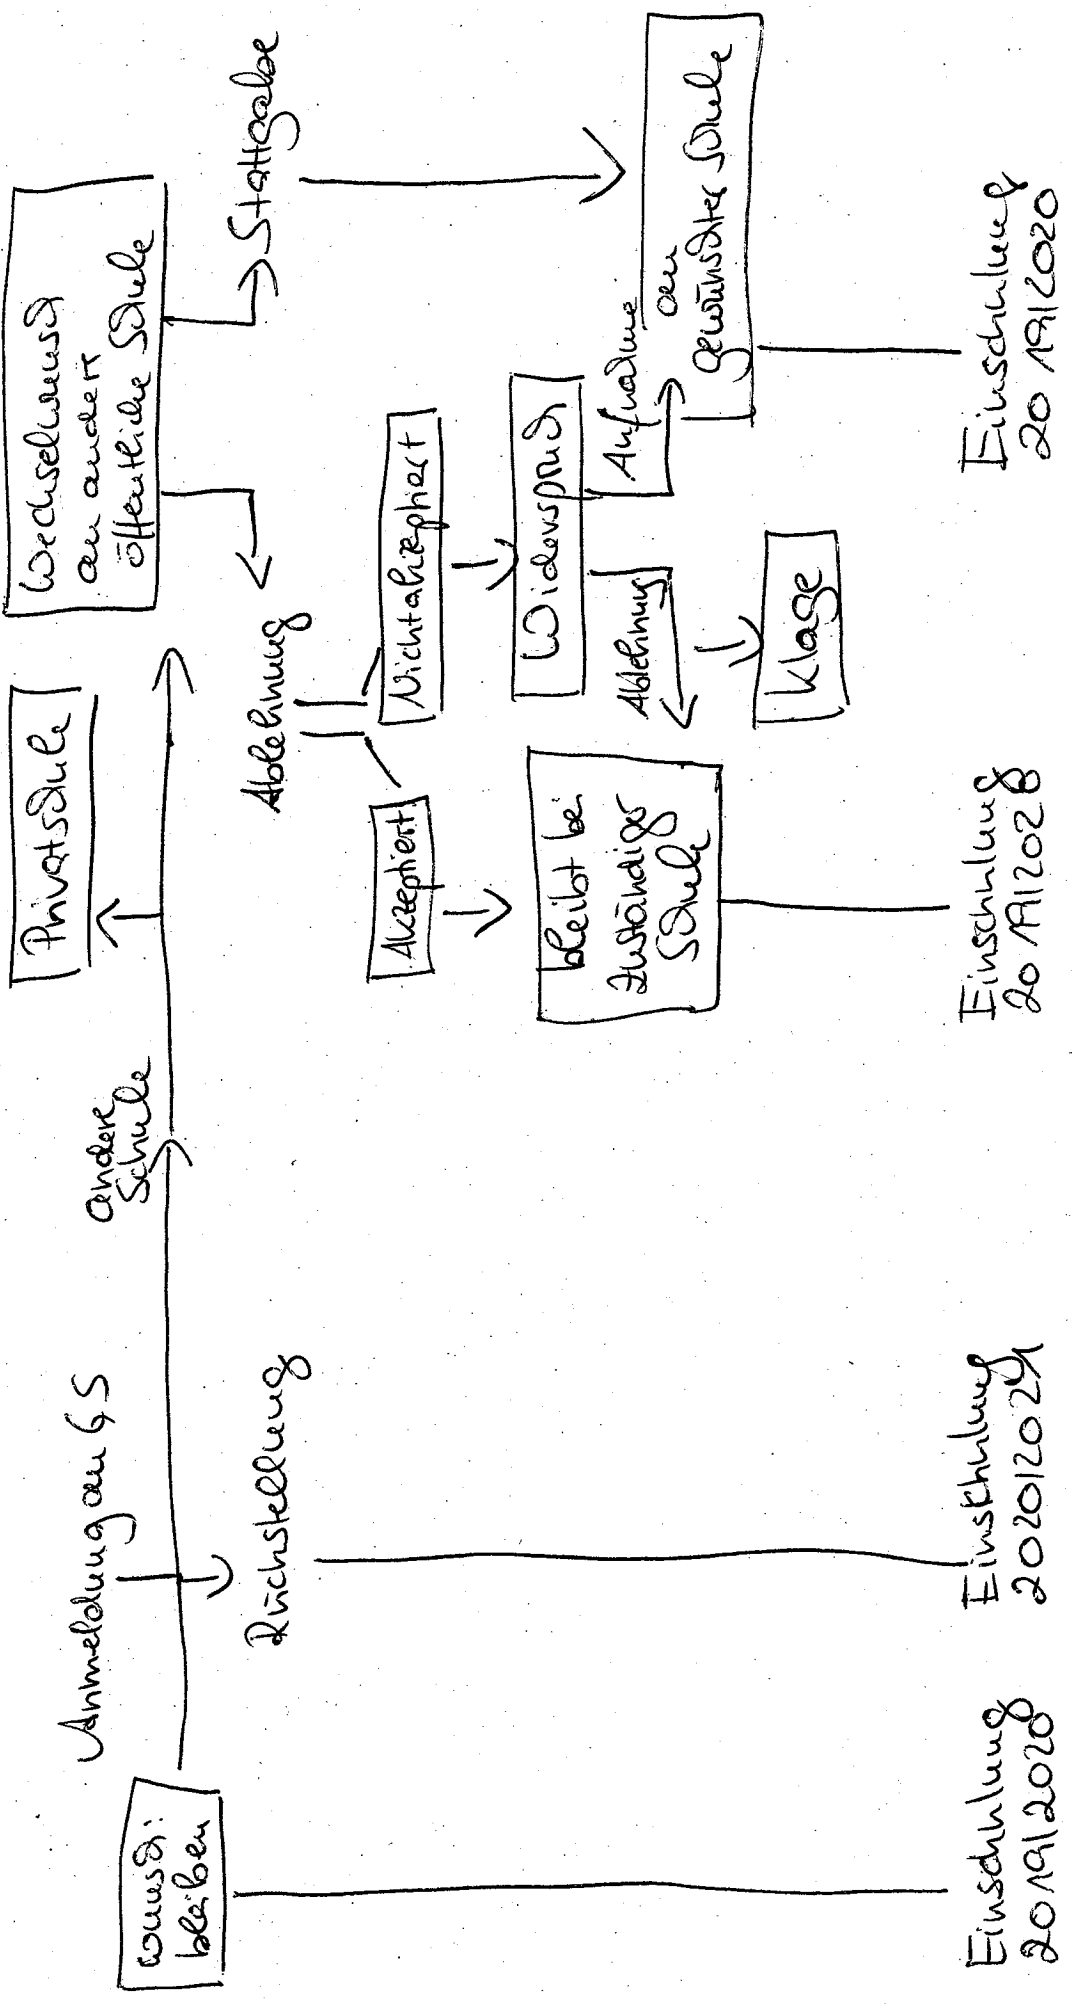 Anmeldung an GS
wunsch:
bleiben
Rückstellung
andere
Schule
Privatschule
Wechselwunsch
an andere
öffentliche Schule
Ablehnung
Stattgabe
Akzeptiert
Nichtakzeptiert
Widerspruch
bleibt bei
zuständiger
Schule
Ablehnung
Aufnahme
an
gewünschter Schule
Klage
Einschulung
2019/2020
Einschulung
2020/2021
Einschulung
2019/2020
Einschulung
2019/2020